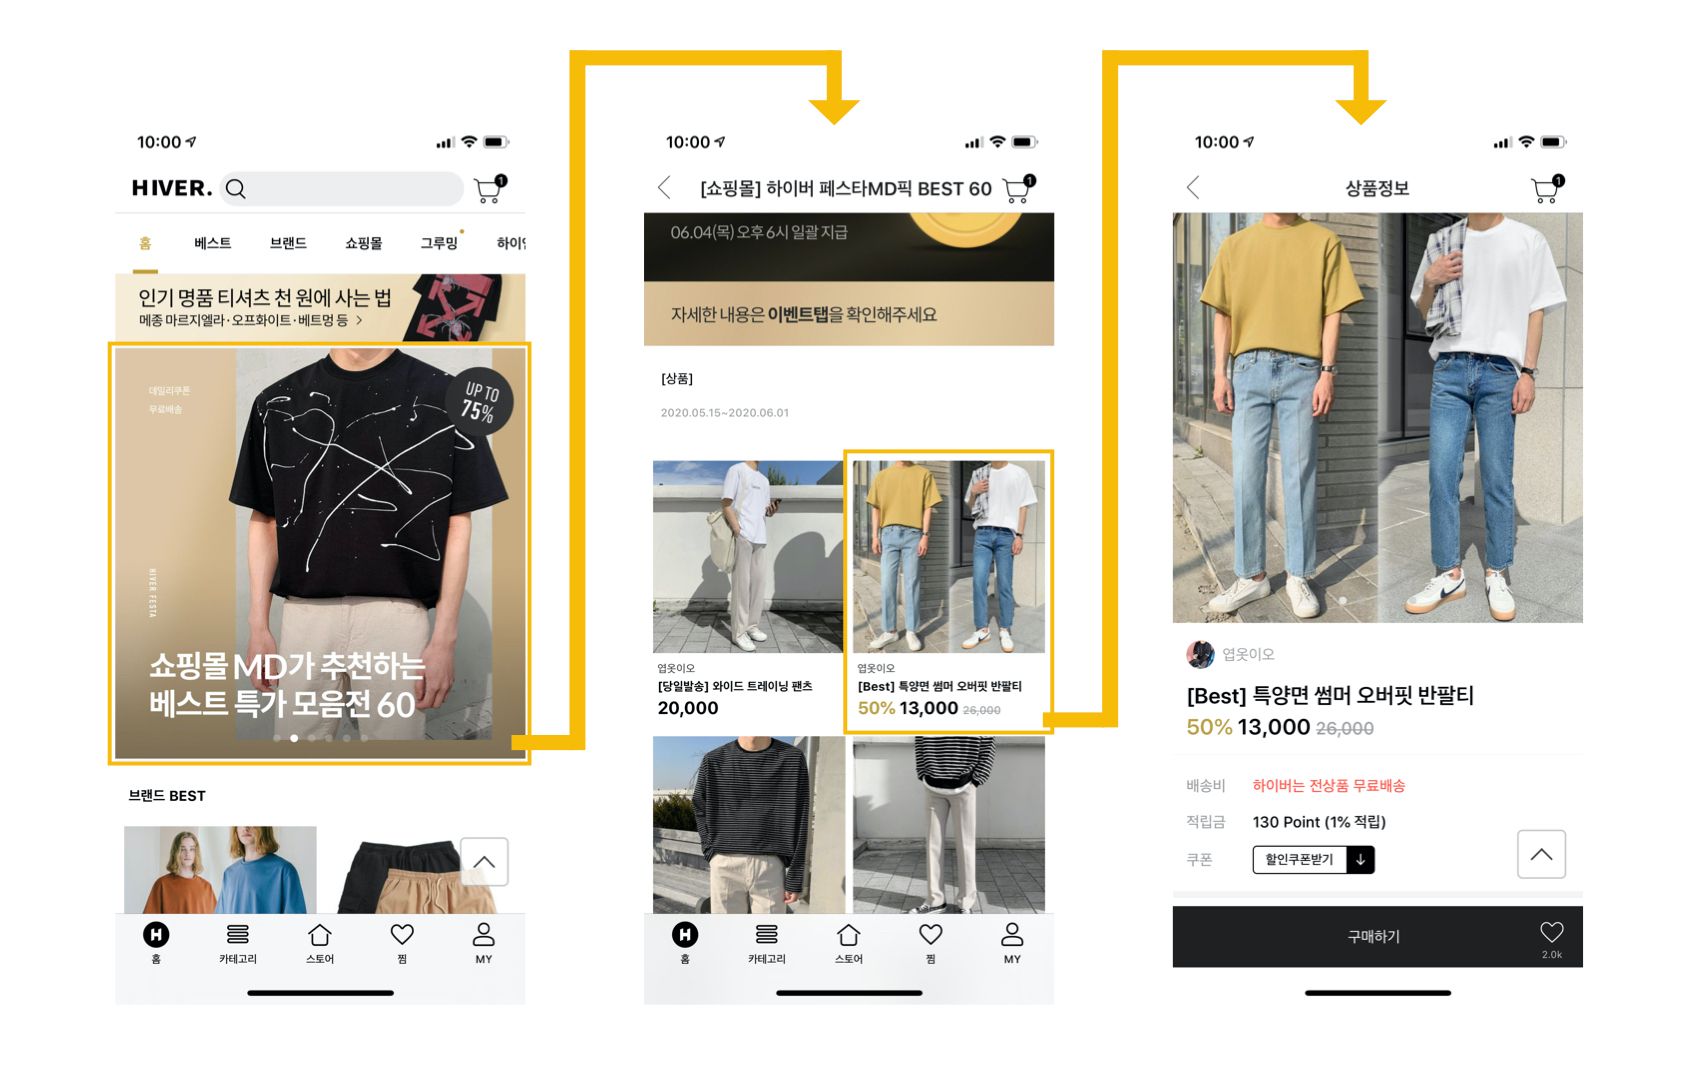 10:00
HIVER.
1
홈 베스트 브랜드 쇼핑몰 그루밍
인기 명품 티셔츠 천 원에 사는 법
메종 마르지엘라·오프화이트·베트멍 등 >
데일리쿠폰
무료배송
UP TO
75%
HIVER FESTA
쇼핑몰 MD가 추천하는
베스트 특가 모음전 60
브랜드 BEST
H
홈 카테고리 스토어 찜 MY
10:00
[쇼핑몰] 하이버 페스타MD픽 BEST 60
1
06.04(목) 오후 6시 일괄 지급
자세한 내용은 이벤트탭을 확인해주세요
[상품]
2020.05.15~2020.06.01
엽옷이오
[당일발송] 와이드 트레이닝 팬츠
20,000
엽옷이오
[Best] 특양면 썸머 오버핏 반팔티
50% 13,000 26,000
H
홈 카테고리 스토어 찜 MY
10:00
상품정보
1
엽옷이오
[Best] 특양면 썸머 오버핏 반팔티
50% 13,000 26,000
배송비 하이버는 전상품 무료배송
적립금 130 Point (1% 적립)
쿠폰 할인쿠폰받기
구매하기
2.0k